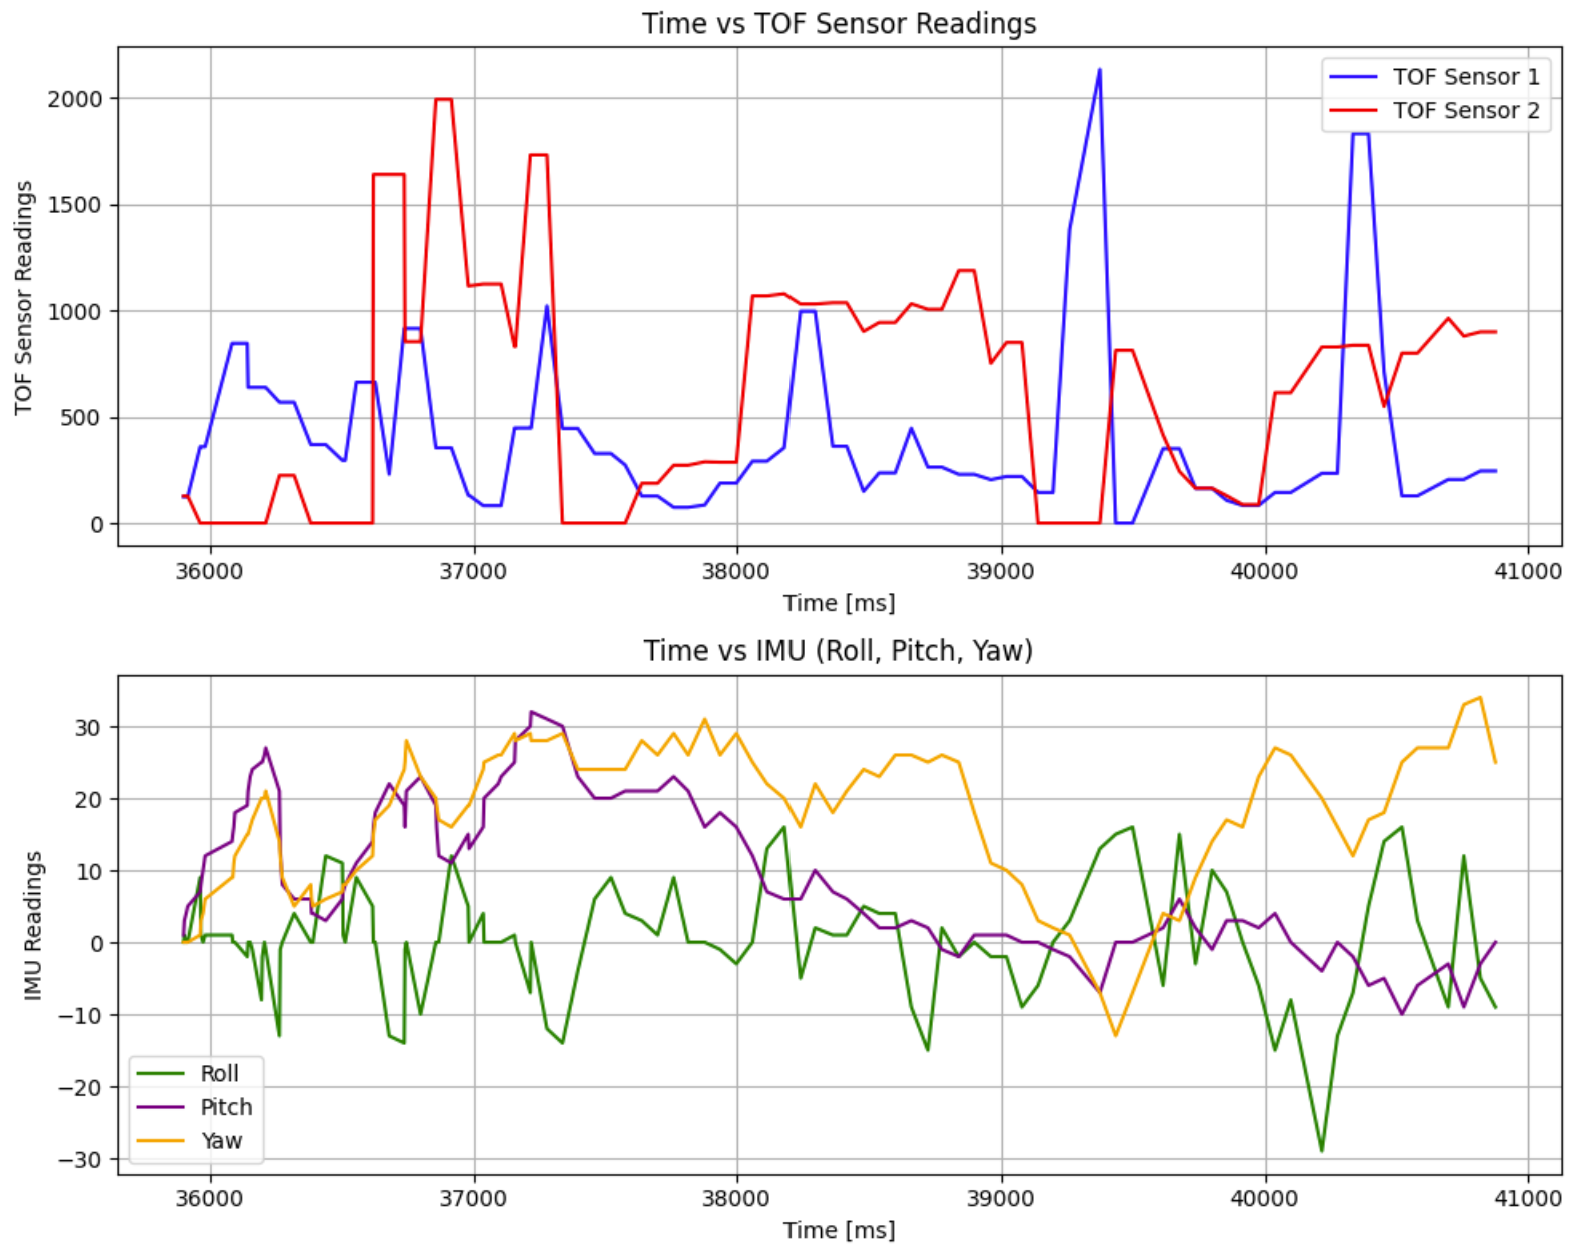 Time vs TOF Sensor Readings
TOF Sensor Readings
2000
1500
1000
500
0
TOF Sensor 1
TOF Sensor 2
36000 37000 38000 39000 40000 41000
Time [ms]
Time vs IMU (Roll, Pitch, Yaw)
IMU Readings
30
20
10
0
−10
−20
−30
Roll
Pitch
Yaw
36000 37000 38000 39000 40000 41000
Time [ms]